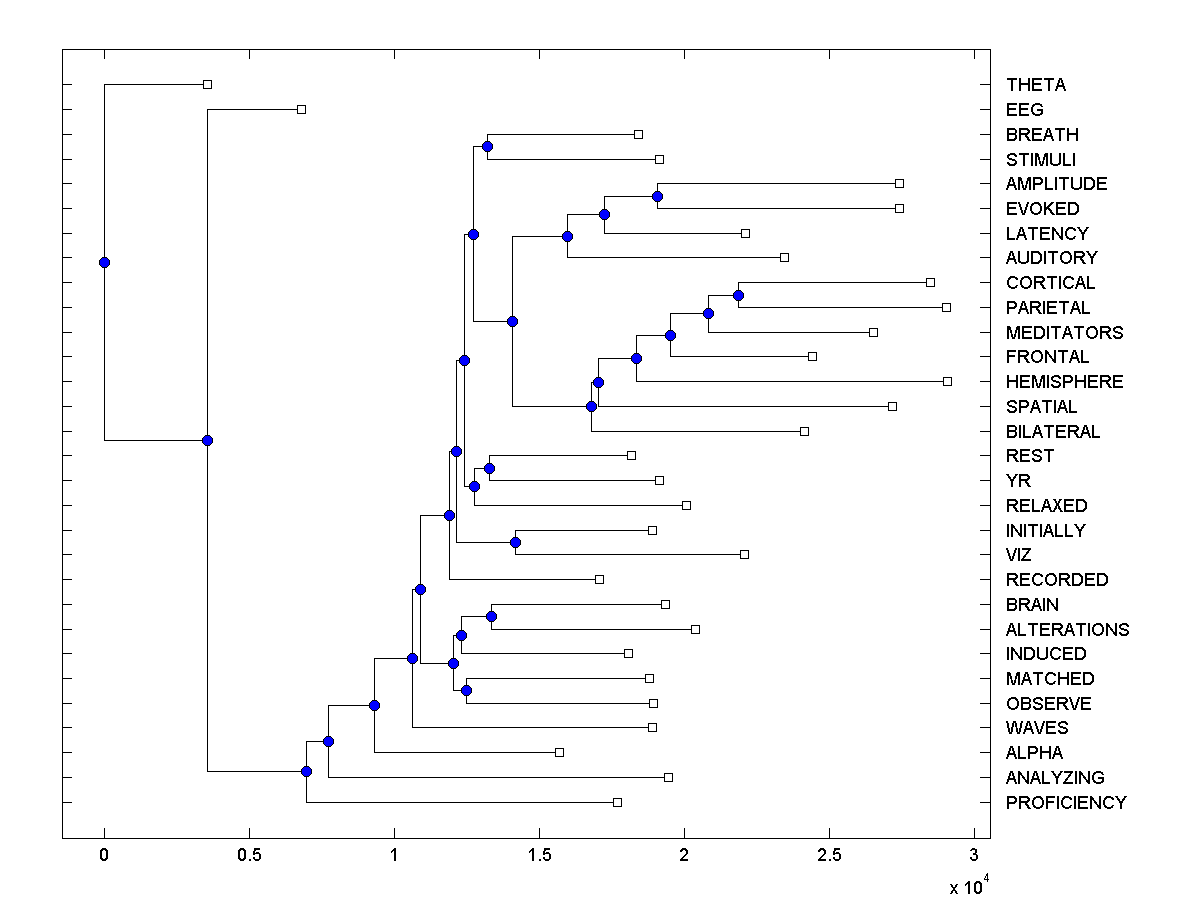 THETA
EEG
BREATH
STIMULI
AMPLITUDE
EVOKED
LATENCY
AUDITORY
CORTICAL
PARIETAL
MEDITATORS
FRONTAL
HEMISPHERE
SPATIAL
BILATERAL
REST
YR
RELAXED
INITIALLY
VIZ
RECORDED
BRAIN
ALTERATIONS
INDUCED
MATCHED
OBSERVE
WAVES
ALPHA
ANALYZING
PROFICIENCY
0 0.5 1 1.5 2 2.5 3
x 10^4